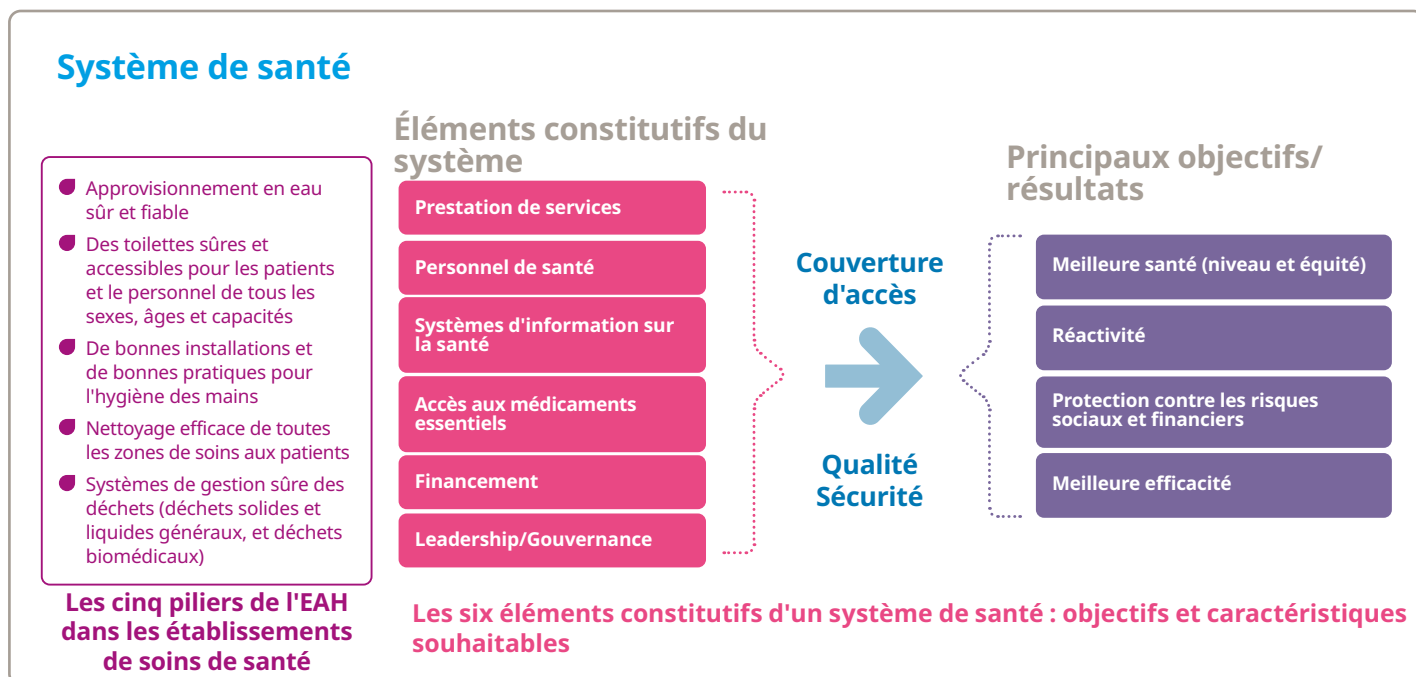 Système de santé
Approvisionnement en eau
sûr et fiable
Des toilettes sûres et
accessibles pour les patients
et le personnel de tous les
sexes, âges et capacités
De bonnes installations et
de bonnes pratiques pour
l'hygiène des mains
Nettoyage efficace de toutes
les zones de soins aux patients
Systèmes de gestion sûre des
déchets (déchets solides et
liquides généraux, et déchets
biomédicaux)
Les cinq piliers de l'EAH
dans les établissements
de soins de santé
Éléments constitutifs du
système
Prestation de services
Personnel de santé
Systèmes d'information sur
la santé
Accès aux médicaments
essentiels
Financement
Leadership/Gouvernance
Couverture
d'accès
Qualité
Sécurité
Principaux objectifs/
résultats
Meilleure santé (niveau et équité)
Réactivité
Protection contre les risques
sociaux et financiers
Meilleure efficacité
Les six éléments constitutifs d'un système de santé : objectifs et caractéristiques
souhaitables